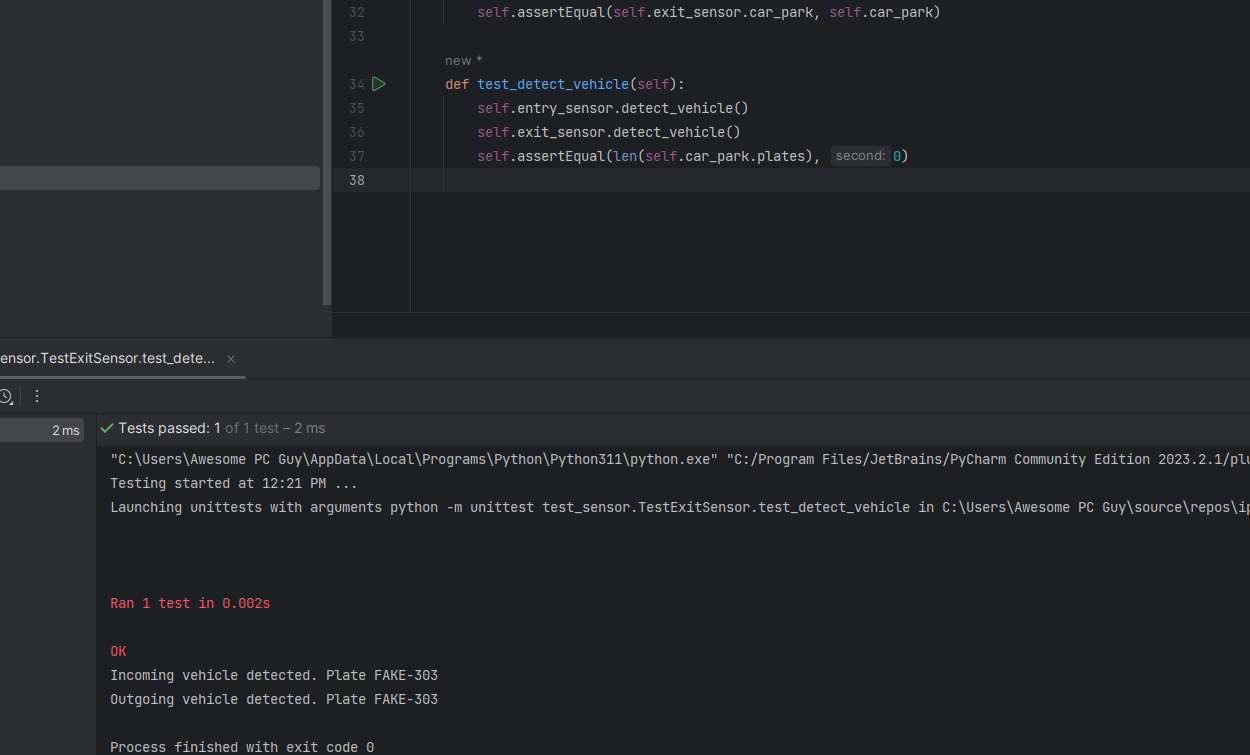 32 self.assertEqual(self.exit_sensor.car_park, self.car_park)
33
new *
34 def test_detect_vehicle(self):
35 self.entry_sensor.detect_vehicle()
36 self.exit_sensor.detect_vehicle()
37 self.assertEqual(len(self.car_park.plates), second: 0)
38
ensor.TestExitSensor.test_dete... ×
2 ms
Tests passed: 1 of 1 test – 2 ms
"C:\Users\Awesome PC Guy\AppData\Local\Programs\Python\Python311\python.exe" "C:/Program Files/JetBrains/PyCharm Community Edition 2023.2.1/plu
Testing started at 12:21 PM ...
Launching unittests with arguments python -m unittest test_sensor.TestExitSensor.test_detect_vehicle in C:\Users\Awesome PC Guy\source\repos\ip
Ran 1 test in 0.002s
OK
Incoming vehicle detected. Plate FAKE-303
Outgoing vehicle detected. Plate FAKE-303
Process finished with exit code 0